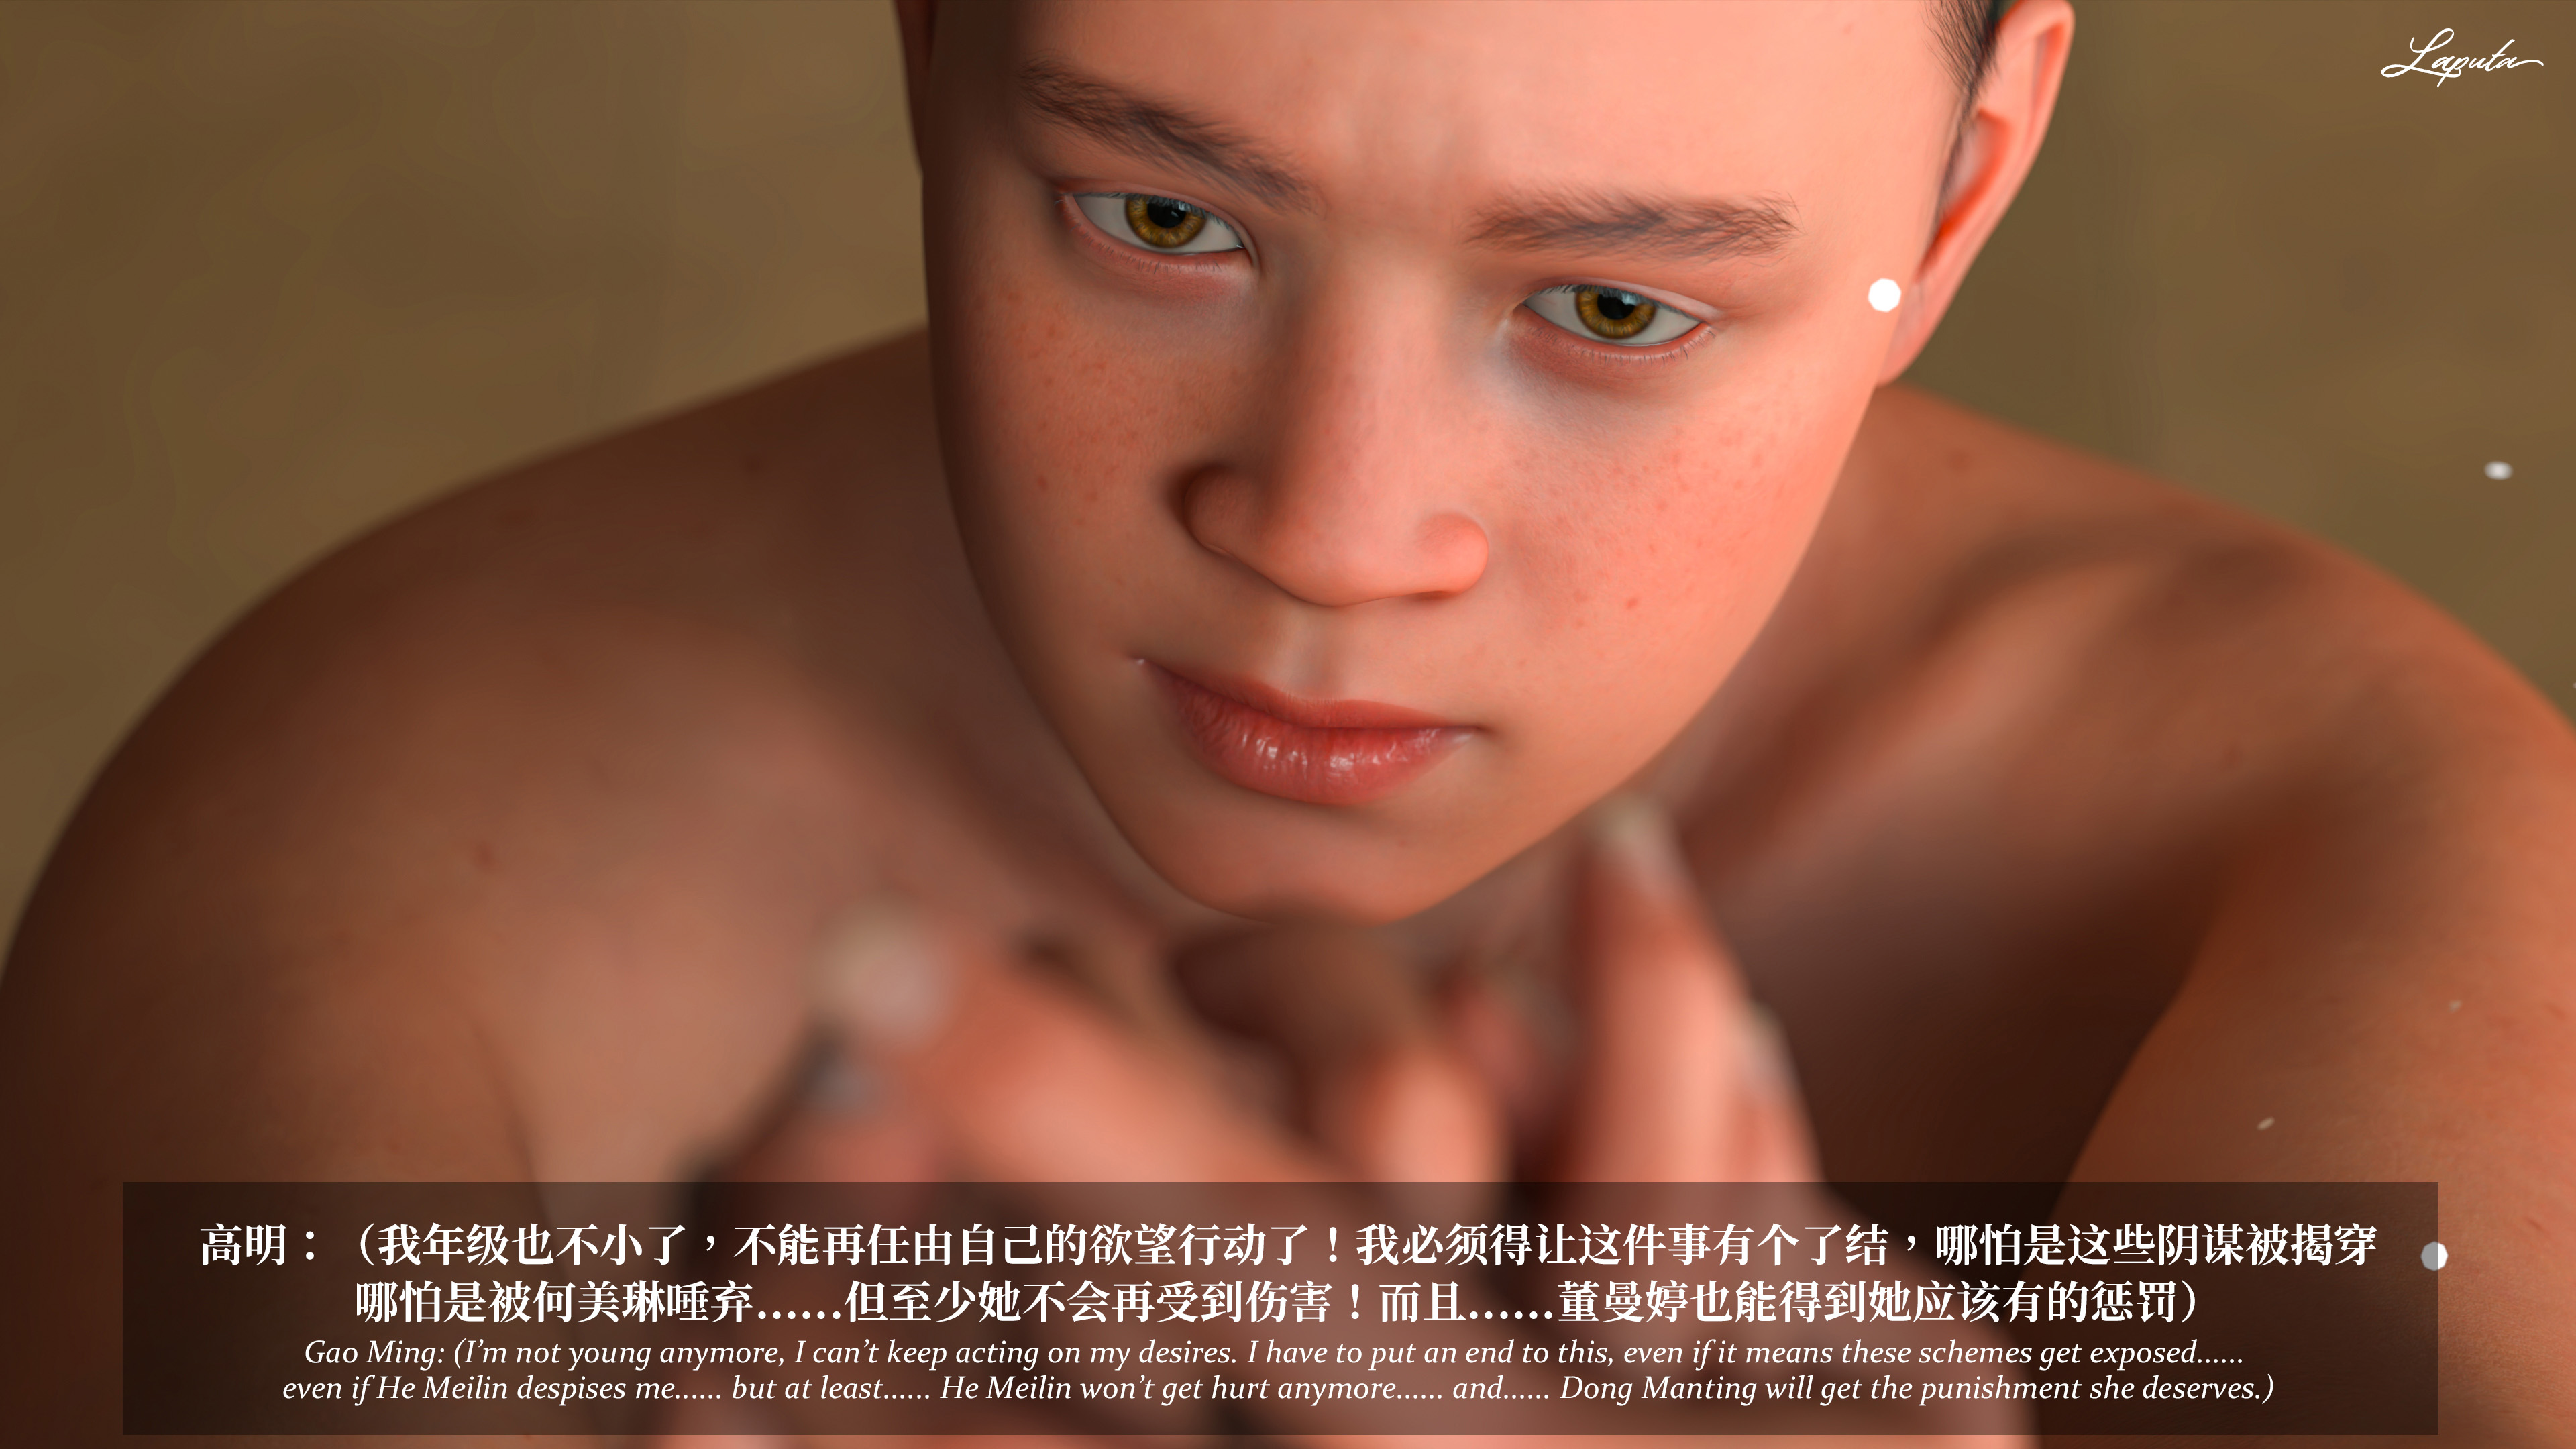 Laputa
高明：（我年级也不小了，不能再任由自己的欲望行动了！我必须得让这件事有个了结，哪怕是这些阴谋被揭穿
哪怕是被何美琳唾弃……但至少她不会再受到伤害！而且……董曼婷也能得到她应该有的惩罚）
Gao Ming: (I’m not young anymore, I can’t keep acting on my desires. I have to put an end to this, even if it means these schemes get exposed......
even if He Meilin despises me...... but at least...... He Meilin won’t get hurt anymore...... and...... Dong Manting will get the punishment she deserves.)